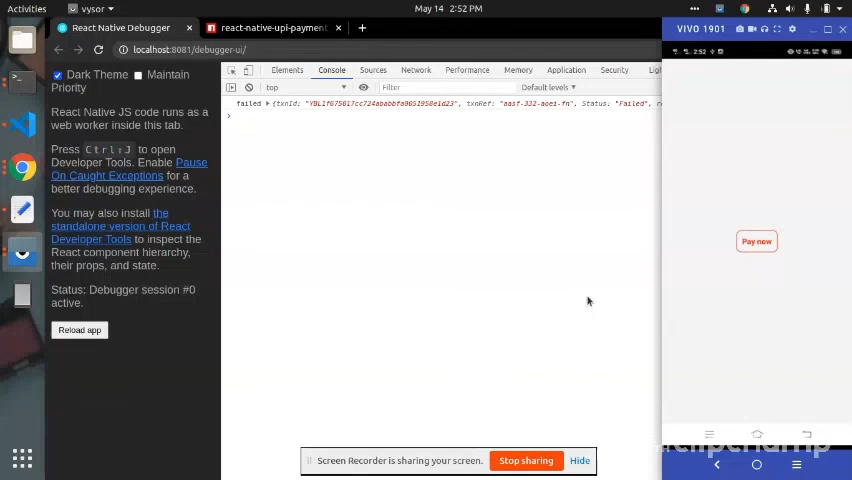 Activities
vysor
May 14 2:52 PM
React Native Debugger
react-native-upi-payment
localhost:8081/debugger-ui/
Dark Theme
Maintain
Priority
React Native JS code runs as a
web worker inside this tab.
Press Ctrl⇧J to open
Developer Tools. Enable Pause
On Caught Exceptions for a
better debugging experience.
You may also install the
standalone version of React
Developer Tools to inspect the
React component hierarchy,
their props, and state.
Status: Debugger session #0
active.
Reload app
Elements Console Sources Network Performance Memory Application Security Ligh
top
Filter
Default levels
failed
Status: "Failed",
VIVO 1901
2:52
Pay now
Screen Recorder is sharing your screen.
Stop sharing
Hide